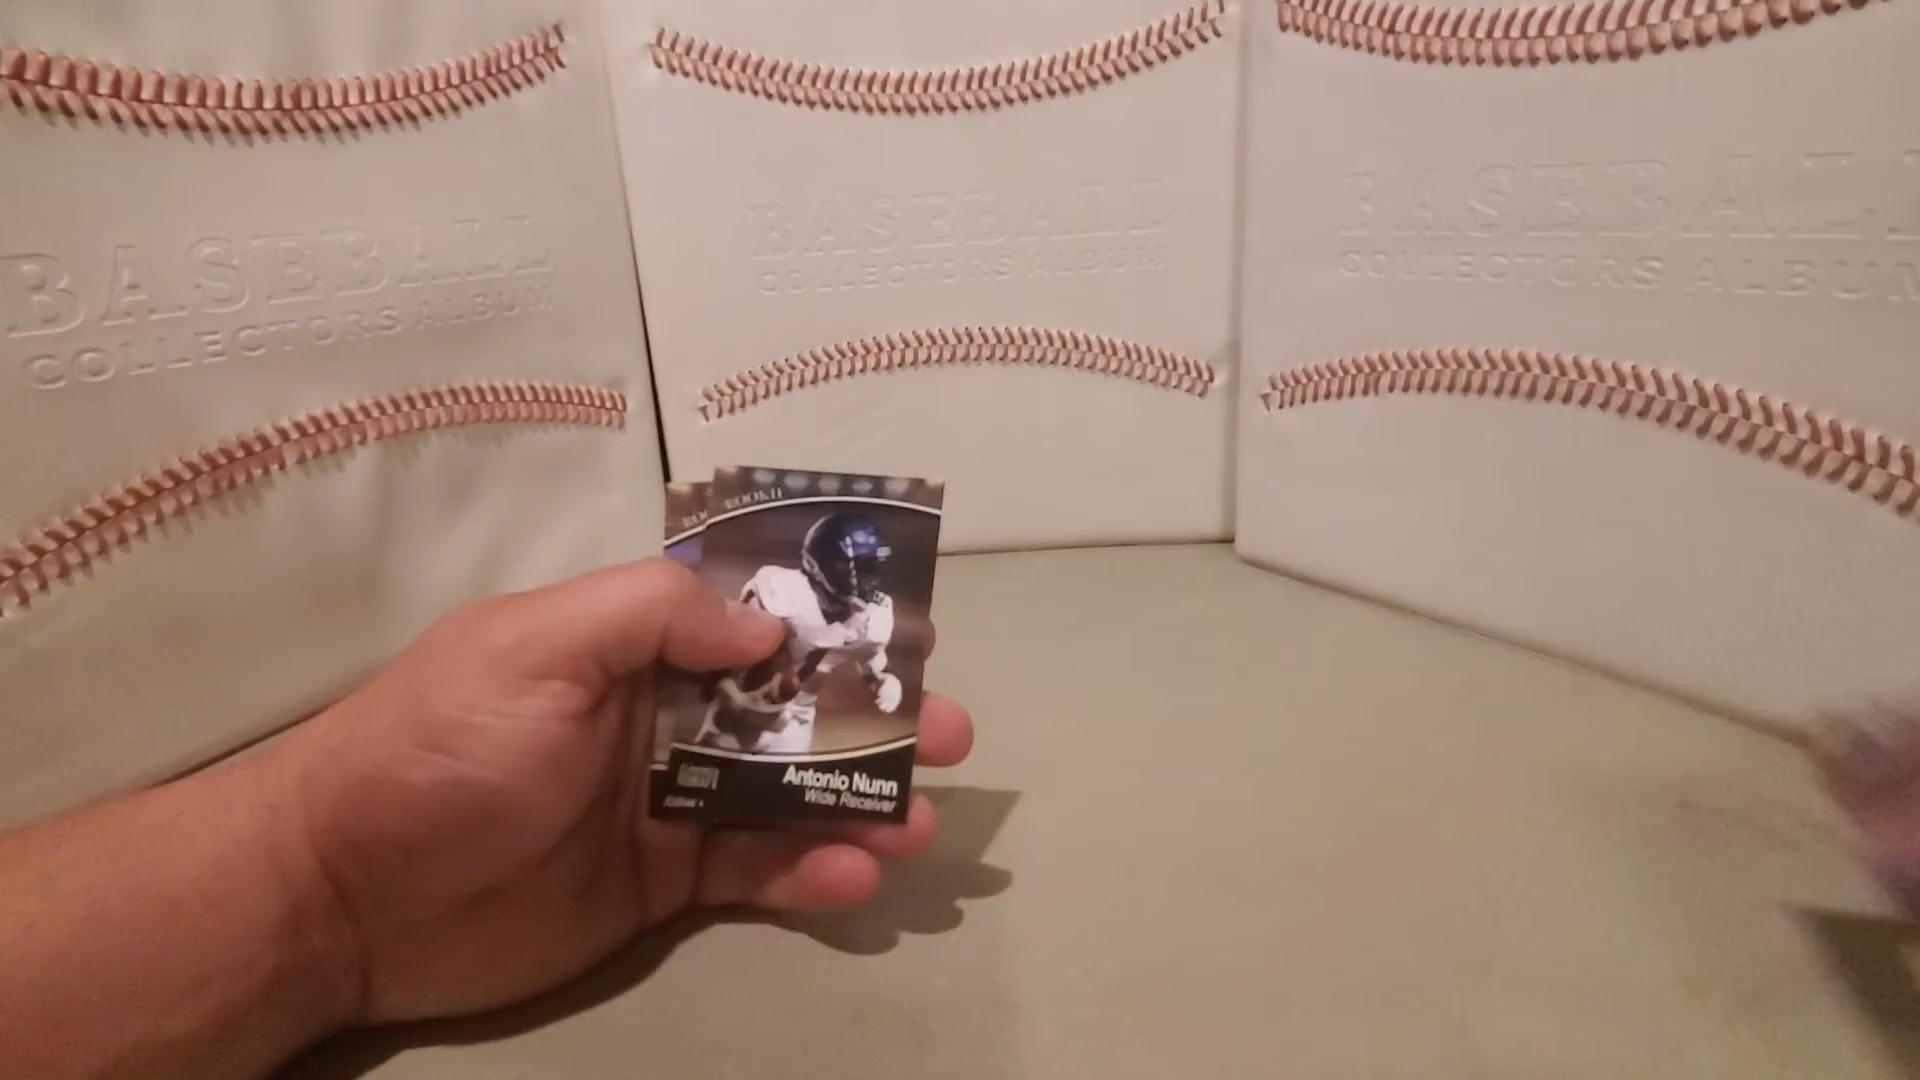 BASEBALL
COLLECTORS ALBUM
BASEBALL
COLLECTORS ALBUM
BASEBALL
COLLECTORS ALBUM
ROOKIE
Antonio Nunn
Wide Receiver